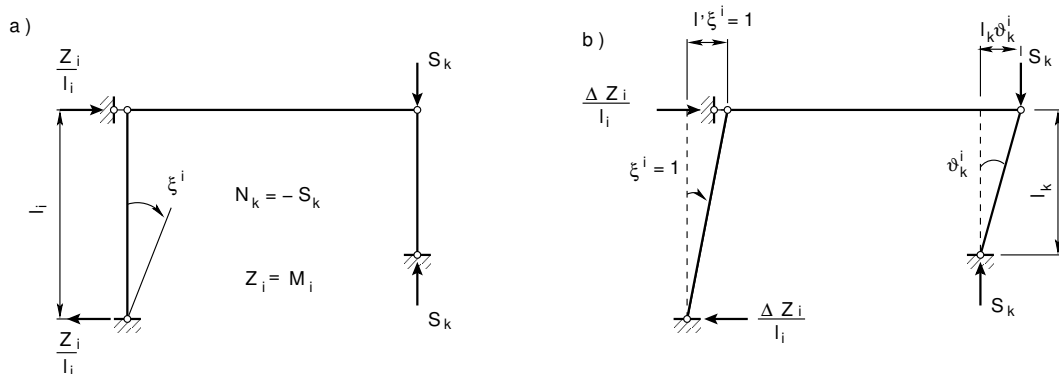 a )
Z i
l i
S k
l i
ξ i
N k = − S k
Z i = M i
Z i
l i
S k
b )
l · ξ i = 1
l k ϑ i k
S k
Δ Z i
l i
ξ i = 1
ϑ i k
l k
Δ Z i
l i
S k